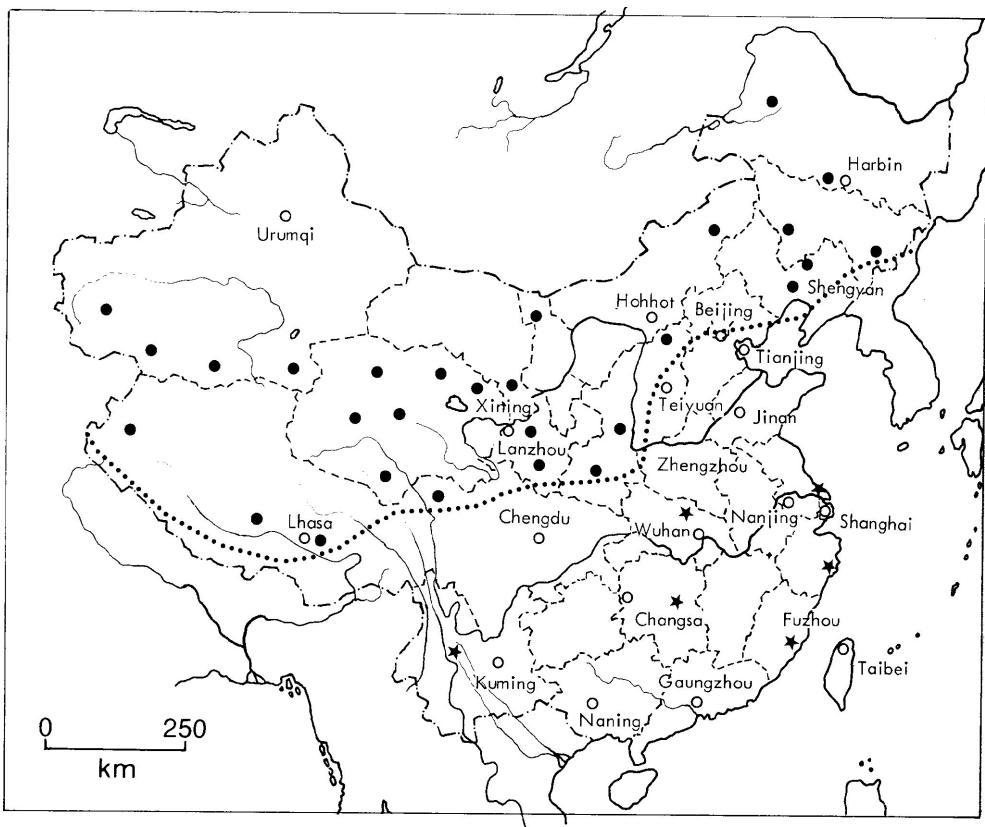 Harbin
Urumqi
Shengyan
Hohhot
Beijing
Tianjing
Xining
Teiyuan
Jinan
Lanzhou
Zhengzhou
Lhasa
Chengdu
Wuhan
Nanjing
Shanghai
Changsa
Fuzhou
Kuming
Gaungzhou
Taibei
Naning
0 250
km